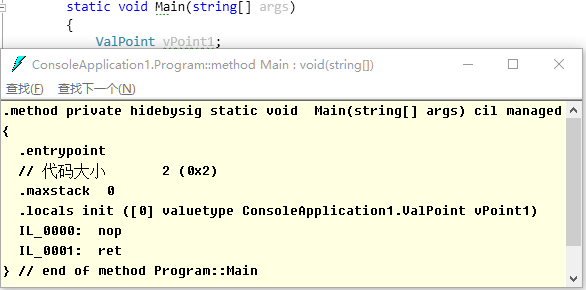 static void Main(string[] args)
{
ValPoint vPoint1;
ConsoleApplication1.Program::method Main : void(string[])
查找(F) 查找下一个(N)
.method private hidebysig static void  Main(string[] args) cil managed
{
  .entrypoint
  // 代码大小       2 (0x2)
  .maxstack  0
  .locals init ([0] valuetype ConsoleApplication1.ValPoint vPoint1)
  IL_0000:  nop
  IL_0001:  ret
} // end of method Program::Main